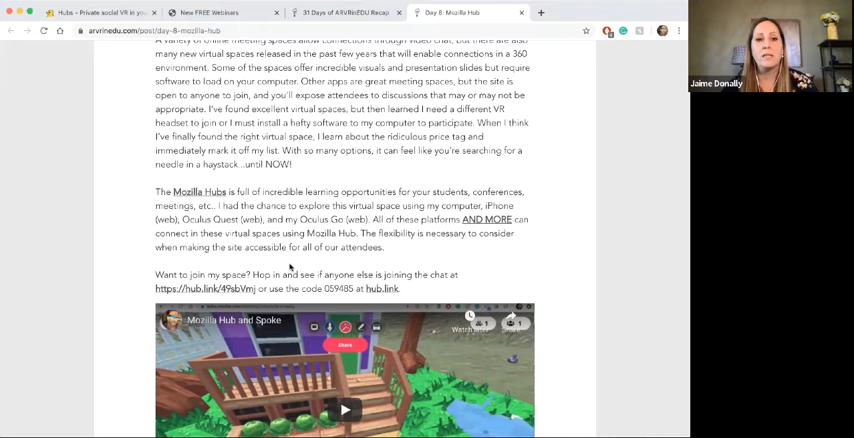 Hubs - Private social VR in you
New FREE Webinars
31 Days of ARVRinEDU Recap
Day 8: Mozilla Hub
arvrinedu.com/post/day-8-mozilla-hub
A variety of online meeting spaces allow connections through video chat, but there are also
many new virtual spaces released in the past few years that will enable connections in a 360
environment. Some of the spaces offer incredible visuals and presentation slides but require
software to load on your computer. Other apps are great meeting spaces, but the site is
open to anyone to join, and you'll expose attendees to discussions that may or may not be
appropriate. I've found excellent virtual spaces, but then learned I need a different VR
headset to join or I must install a hefty software to my computer to participate. When I think
I've finally found the right virtual space, I learn about the ridiculous price tag and
immediately mark it off my list. With so many options, it can feel like you're searching for a
needle in a haystack...until NOW!
The Mozilla Hubs is full of incredible learning opportunities for your students, conferences,
meetings, etc.. I had the chance to explore this virtual space using my computer, iPhone
(web), Oculus Quest (web), and my Oculus Go (web). All of these platforms AND MORE can
connect in these virtual spaces using Mozilla Hub. The flexibility is necessary to consider
when making the site accessible for all of our attendees.
Want to join my space? Hop in and see if anyone else is joining the chat at
https://hub.link/49sbVmj or use the code 059485 at hub.link.
Mozilla Hub and Spoke
Watch later
1
1
Share
Jaime Donally